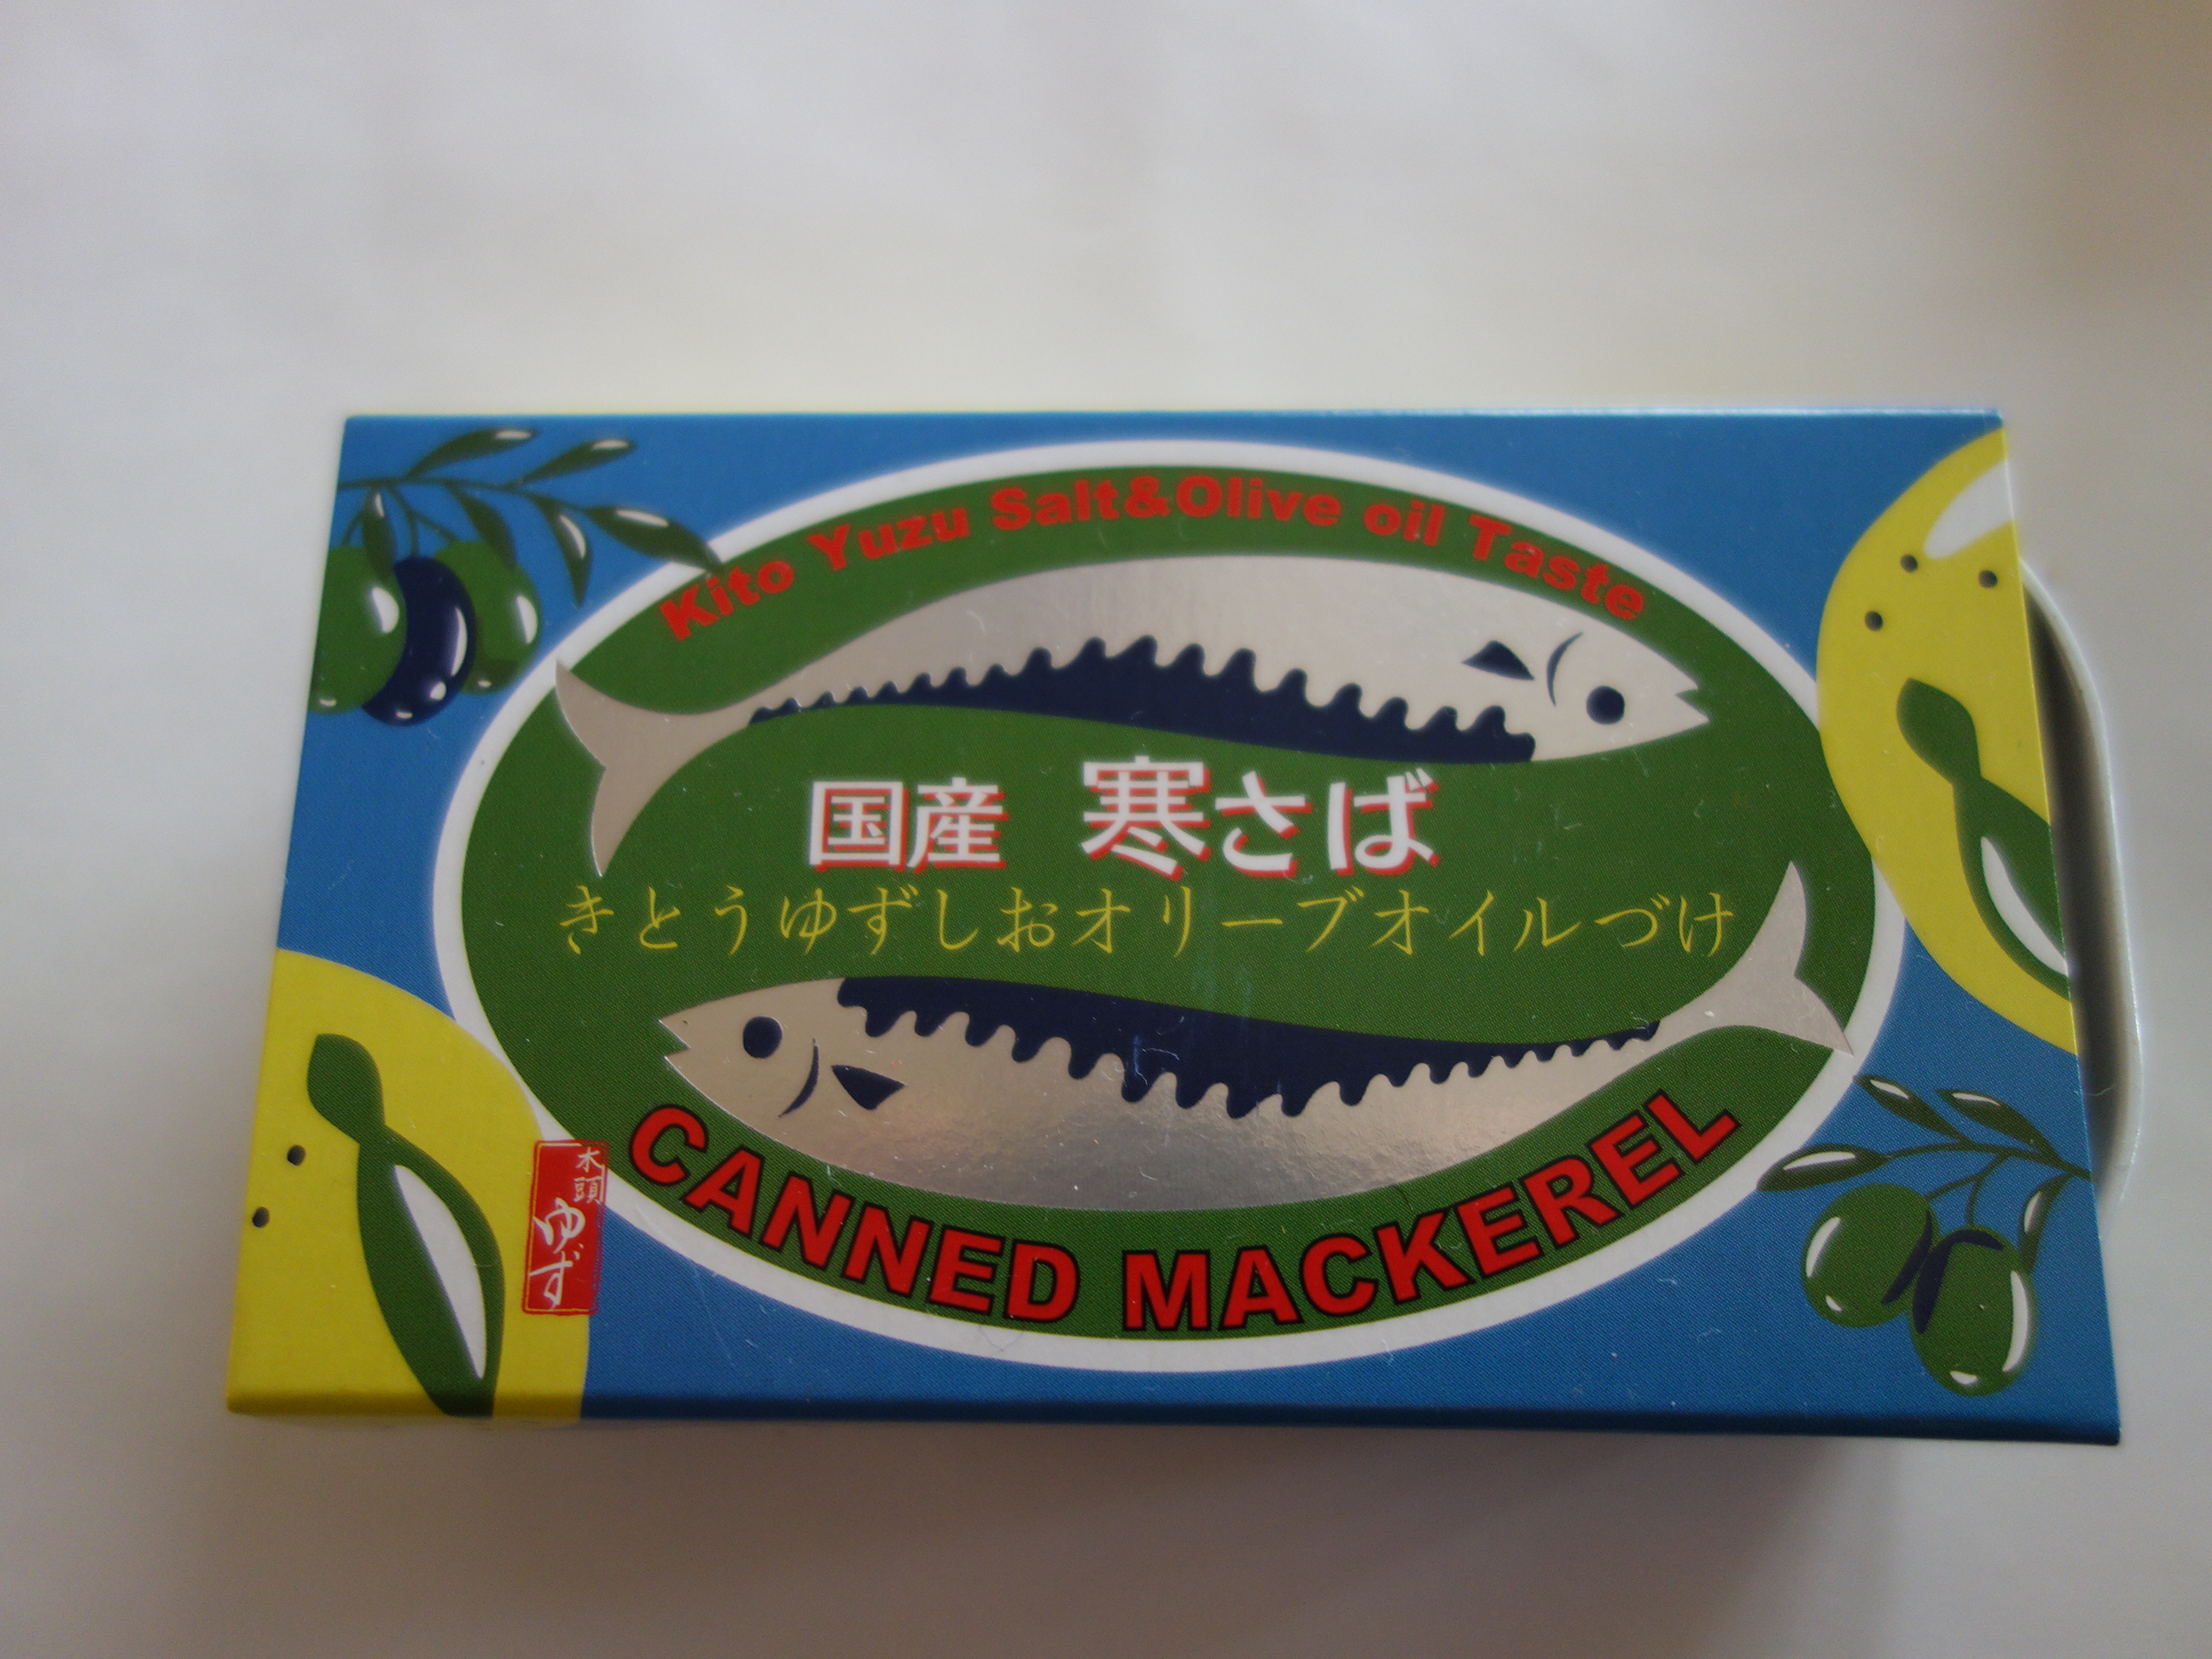 Kito Yuzu Salt&Olive oil Taste
国産 寒さば
きとうゆずしおオリーブオイルづけ
CANNED MACKEREL
木頭
ゆず